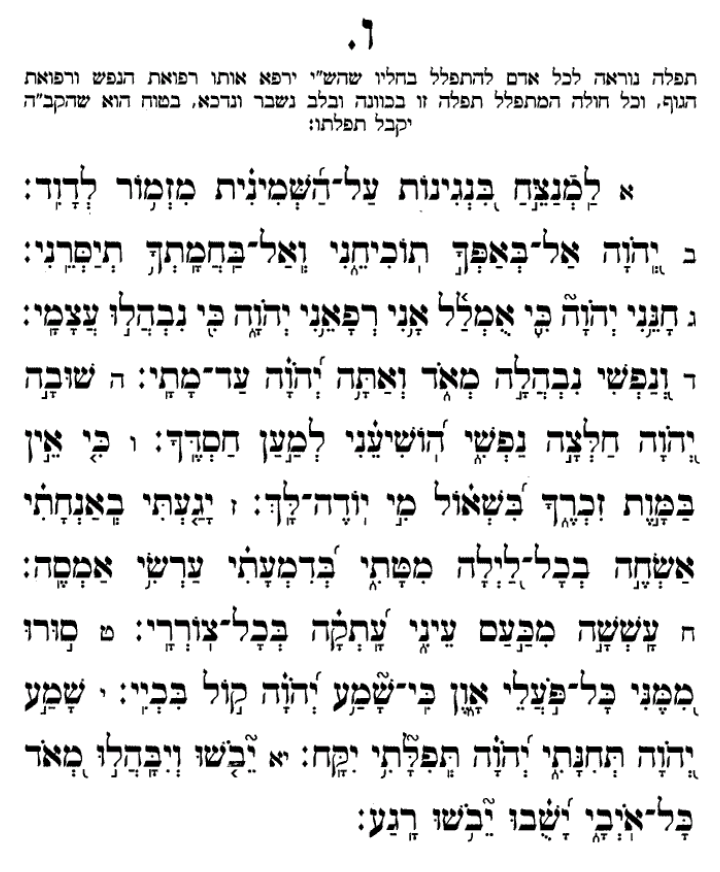 ו.
תפלה נוראה לכל אדם להתפלל בחליו שהש״י ירפא אותו רפואת הנפש ורפואת
הגוף, וכל חולה המתפלל תפלה זו בכוונה ובלב נשבר ונדכא, בטוח הוא שהקב״ה
יקבל תפלתו:
א לַמְנַצֵּחַ בִּנְגִינוֹת עַל־הַשְּׁמִינִית מִזְמוֹר לְדָוִד:
ב יְהֹוָה אַל־בְּאַפְּךָ תוֹכִיחֵנִי וְאַל־בַּחֲמָתְךָ תְיַסְּרֵנִי:
ג חָנֵּנִי יְהֹוָה כִּי אֻמְלַל אָנִי רְפָאֵנִי יְהֹוָה כִּי נִבְהֲלוּ עֲצָמָי:
ד וְנַפְשִׁי נִבְהֲלָה מְאֹד וְאַתָּה יְהֹוָה עַד־מָתָי: ה שׁוּבָה
יְהֹוָה חַלְּצָה נַפְשִׁי הוֹשִׁיעֵנִי לְמַעַן חַסְדֶּךָ: ו כִּי אֵין
בַּמָּוֶת זִכְרֶךָ בִּשְׁאוֹל מִי יוֹדֶה־לָּךְ: ז יָגַעְתִּי בְּאַנְחָתִי
אַשְׂחֶה בְכָל־לַיְלָה מִטָּתִי בְּדִמְעָתִי עַרְשִׂי אַמְסֶה:
ח עָשְׁשָׁה מִכַּעַס עֵינִי עָתְקָה בְּכָל־צוֹרְרָי: ט סוּרוּ
מִמֶּנִּי כָּל־פֹּעֲלֵי אָוֶן כִּי־שָׁמַע יְהֹוָה קוֹל בִּכְיִי: י שָׁמַע
יְהֹוָה תְּחִנָּתִי יְהֹוָה תְּפִלָּתִי יִקָּח: יא יֵבֹשׁוּ וְיִבָּהֲלוּ מְאֹד
כָּל־אֹיְבָי יָשֻׁבוּ יֵבֹשׁוּ רָגַע: